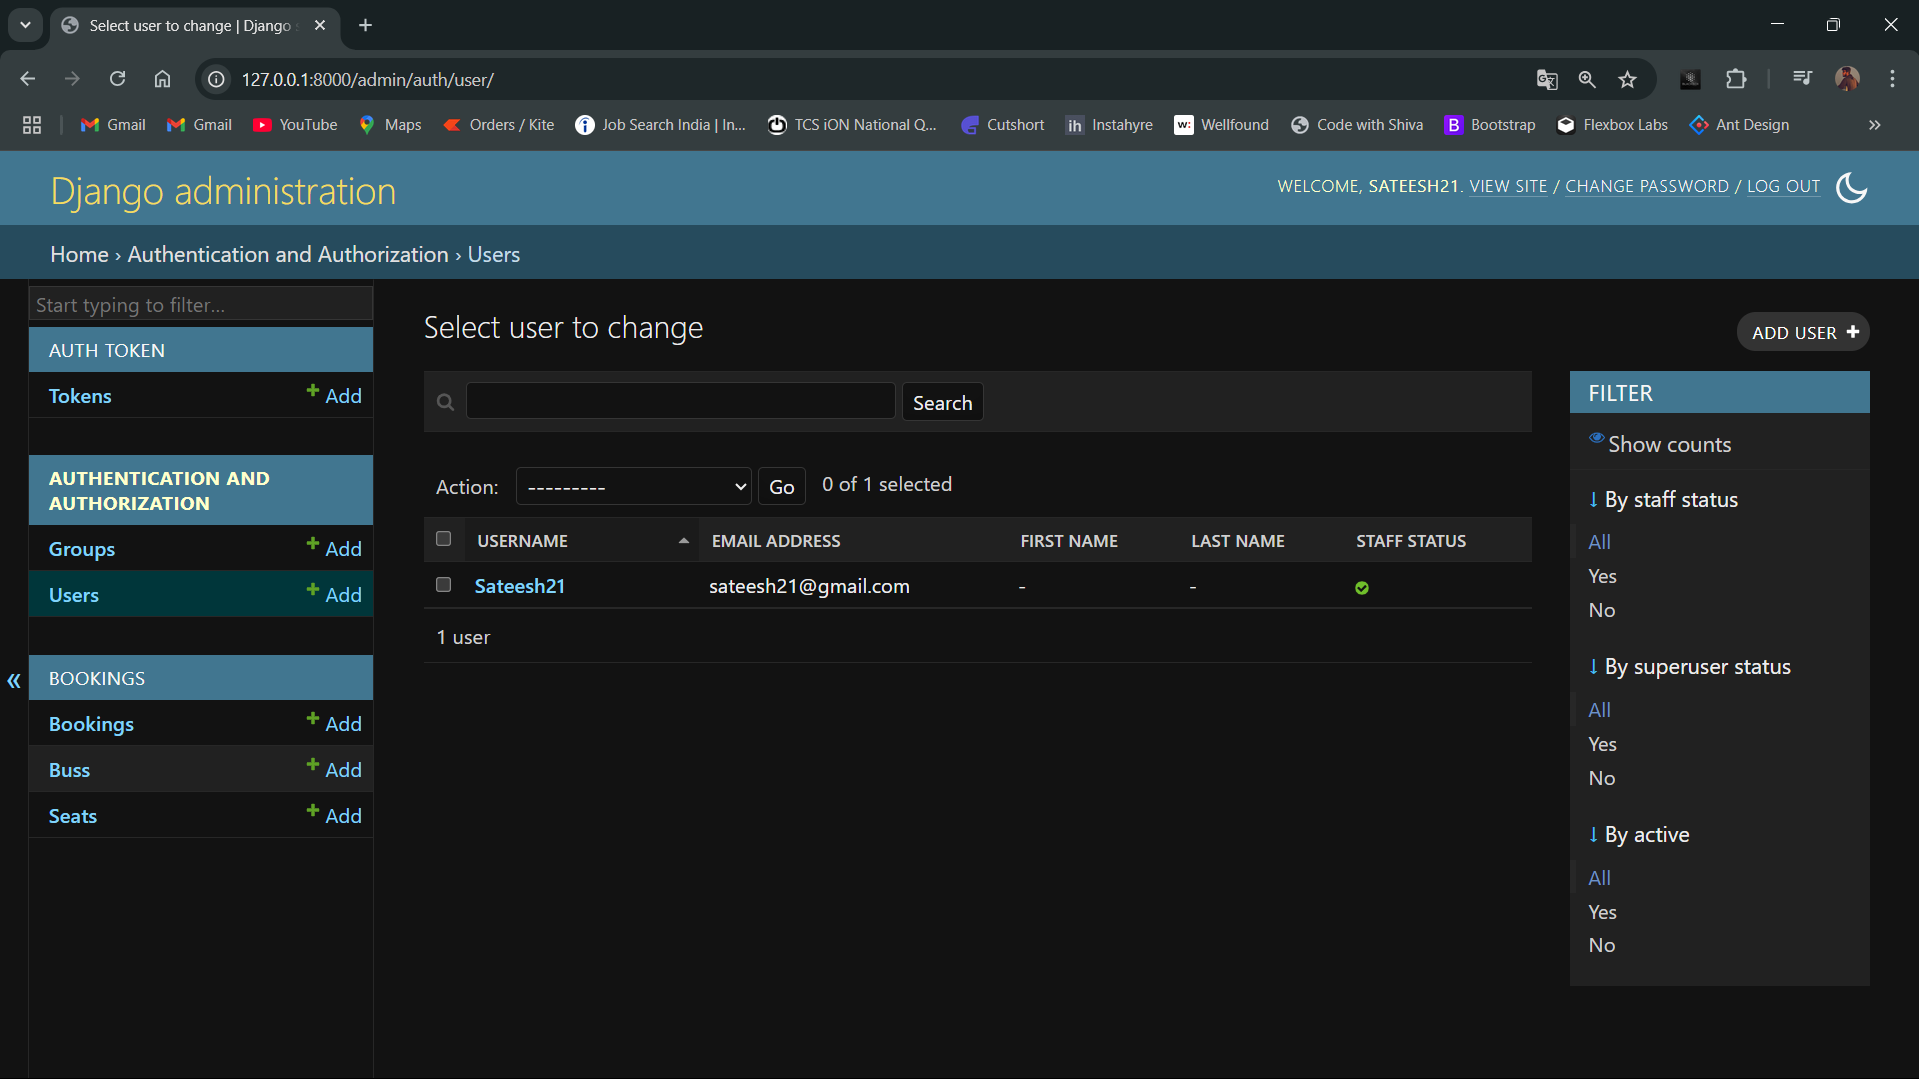 Select user to change | Django s
127.0.0.1:8000/admin/auth/user/
Gmail
Gmail
YouTube
Maps
Orders / Kite
Job Search India | In...
TCS iON National Q...
Cutshort
ih Instahyre
w: Wellfound
Code with Shiva
B Bootstrap
Flexbox Labs
Ant Design
»
Django administration
WELCOME, SATEESH21. VIEW SITE / CHANGE PASSWORD / LOG OUT
Home › Authentication and Authorization › Users
Start typing to filter...
AUTH TOKEN
Tokens + Add
AUTHENTICATION AND
AUTHORIZATION
Groups + Add
Users + Add
BOOKINGS
Bookings + Add
Buss + Add
Seats + Add
«
Select user to change
ADD USER +
Search
Action: --------- Go 0 of 1 selected
USERNAME EMAIL ADDRESS FIRST NAME LAST NAME STAFF STATUS
Sateesh21 sateesh21@gmail.com - -
1 user
FILTER
Show counts
↓ By staff status
All
Yes
No
↓ By superuser status
All
Yes
No
↓ By active
All
Yes
No